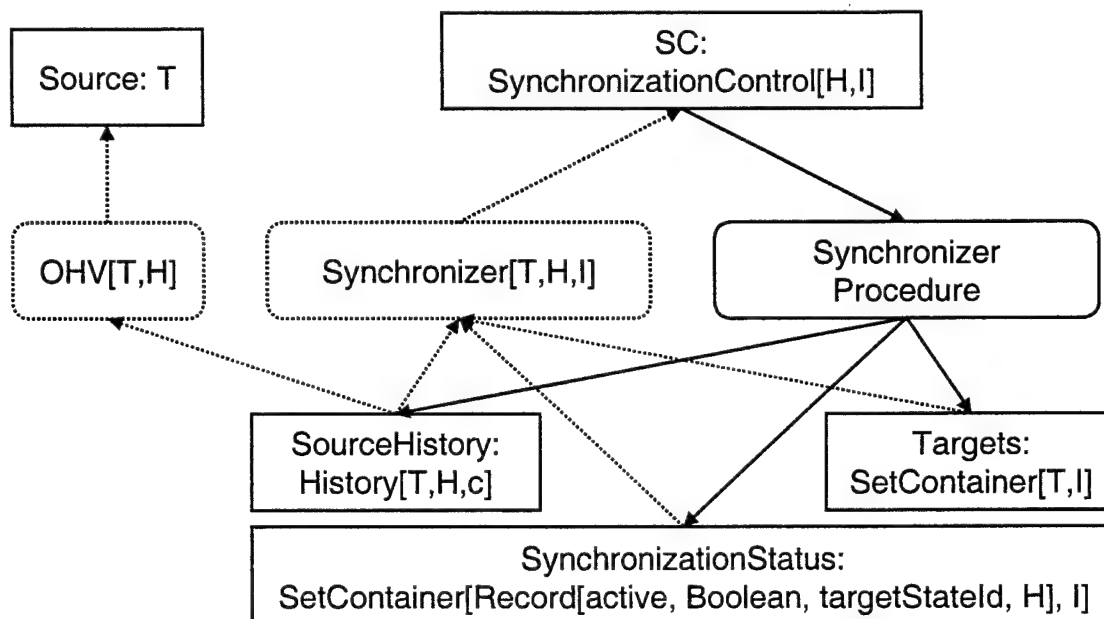 SC:
SynchronizationControl[H,I]
Source: T
OHV[T,H]
Synchronizer[T,H,I]
Synchronizer
Procedure
SourceHistory:
History[T,H,c]
Targets:
SetContainer[T,I]
SynchronizationStatus:
SetContainer[Record[active, Boolean, targetStateId, H], I]